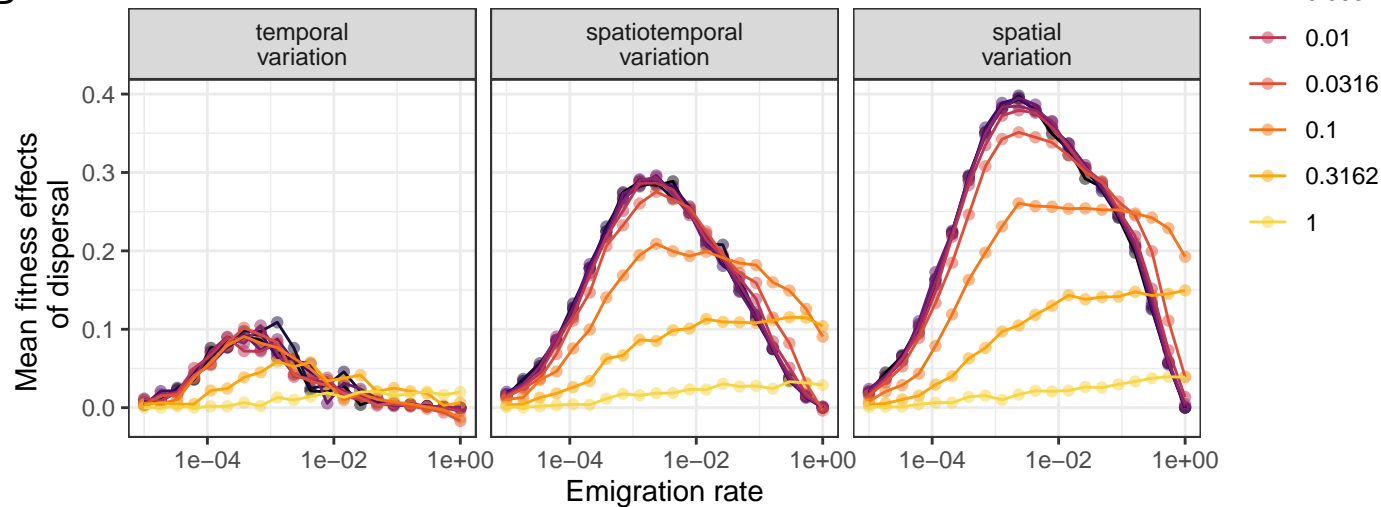 temporal
variation
spatiotemporal
variation
spatial
variation
0.4
0.3
0.2
0.1
0.0
Mean fitness effects
of dispersal
1e−04
1e−02
1e+00
1e−04
1e−02
1e+00
1e−04
1e−02
1e+00
Emigration rate
0.01
0.0316
0.1
0.3162
1